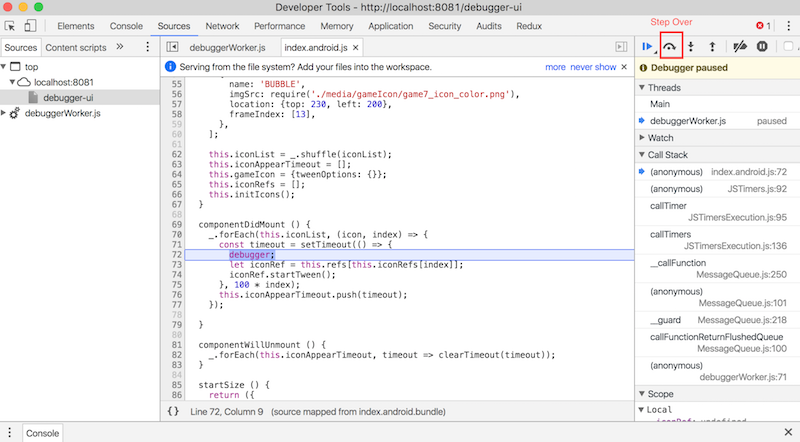 Developer Tools - http://localhost:8081/debugger-ui
Elements Console Sources Network Performance Memory Application Security Audits Redux
Step Over
1
Sources Content scripts »
debuggerWorker.js index.android.js ×
top
localhost:8081
debugger-ui
debuggerWorker.js
Serving from the file system? Add your files into the workspace. more never show ×
55 name: 'BUBBLE',
56 imgSrc: require('./media/gameIcon/game7_icon_color.png'),
57 location: {top: 230, left: 200},
58 frameIndex: [13],
59 },
60 ];
61
62 this.iconList = _.shuffle(iconList);
63 this.iconAppearTimeout = [];
64 this.gameIcon = {tweenOptions: {}};
65 this.iconRefs = [];
66 this.initIcons();
67 }
68
69 componentDidMount () {
70 _.forEach(this.iconList, (icon, index) => {
71 const timeout = setTimeout(() => {
72 debugger;
73 let iconRef = this.refs[this.iconRefs[index]];
74 iconRef.startTween();
75 }, 100 * index);
76 this.iconAppearTimeout.push(timeout);
77 });
78
79 }
80
81 componentWillUnmount () {
82 _.forEach(this.iconAppearTimeout, timeout => clearTimeout(timeout));
83 }
84
85 startSize () {
86 return ({
{} Line 72, Column 9 (source mapped from index.android.bundle)
Debugger paused
Threads
Main
debuggerWorker.js paused
Watch
Call Stack
(anonymous) index.android.js:72
(anonymous) JSTimers.js:92
callTimer
JSTimersExecution.js:95
callTimers
JSTimersExecution.js:136
__callFunction
MessageQueue.js:250
(anonymous)
MessageQueue.js:101
__guard MessageQueue.js:218
callFunctionReturnFlushedQueue
MessageQueue.js:100
(anonymous)
debuggerWorker.js:71
Scope
Local
Console